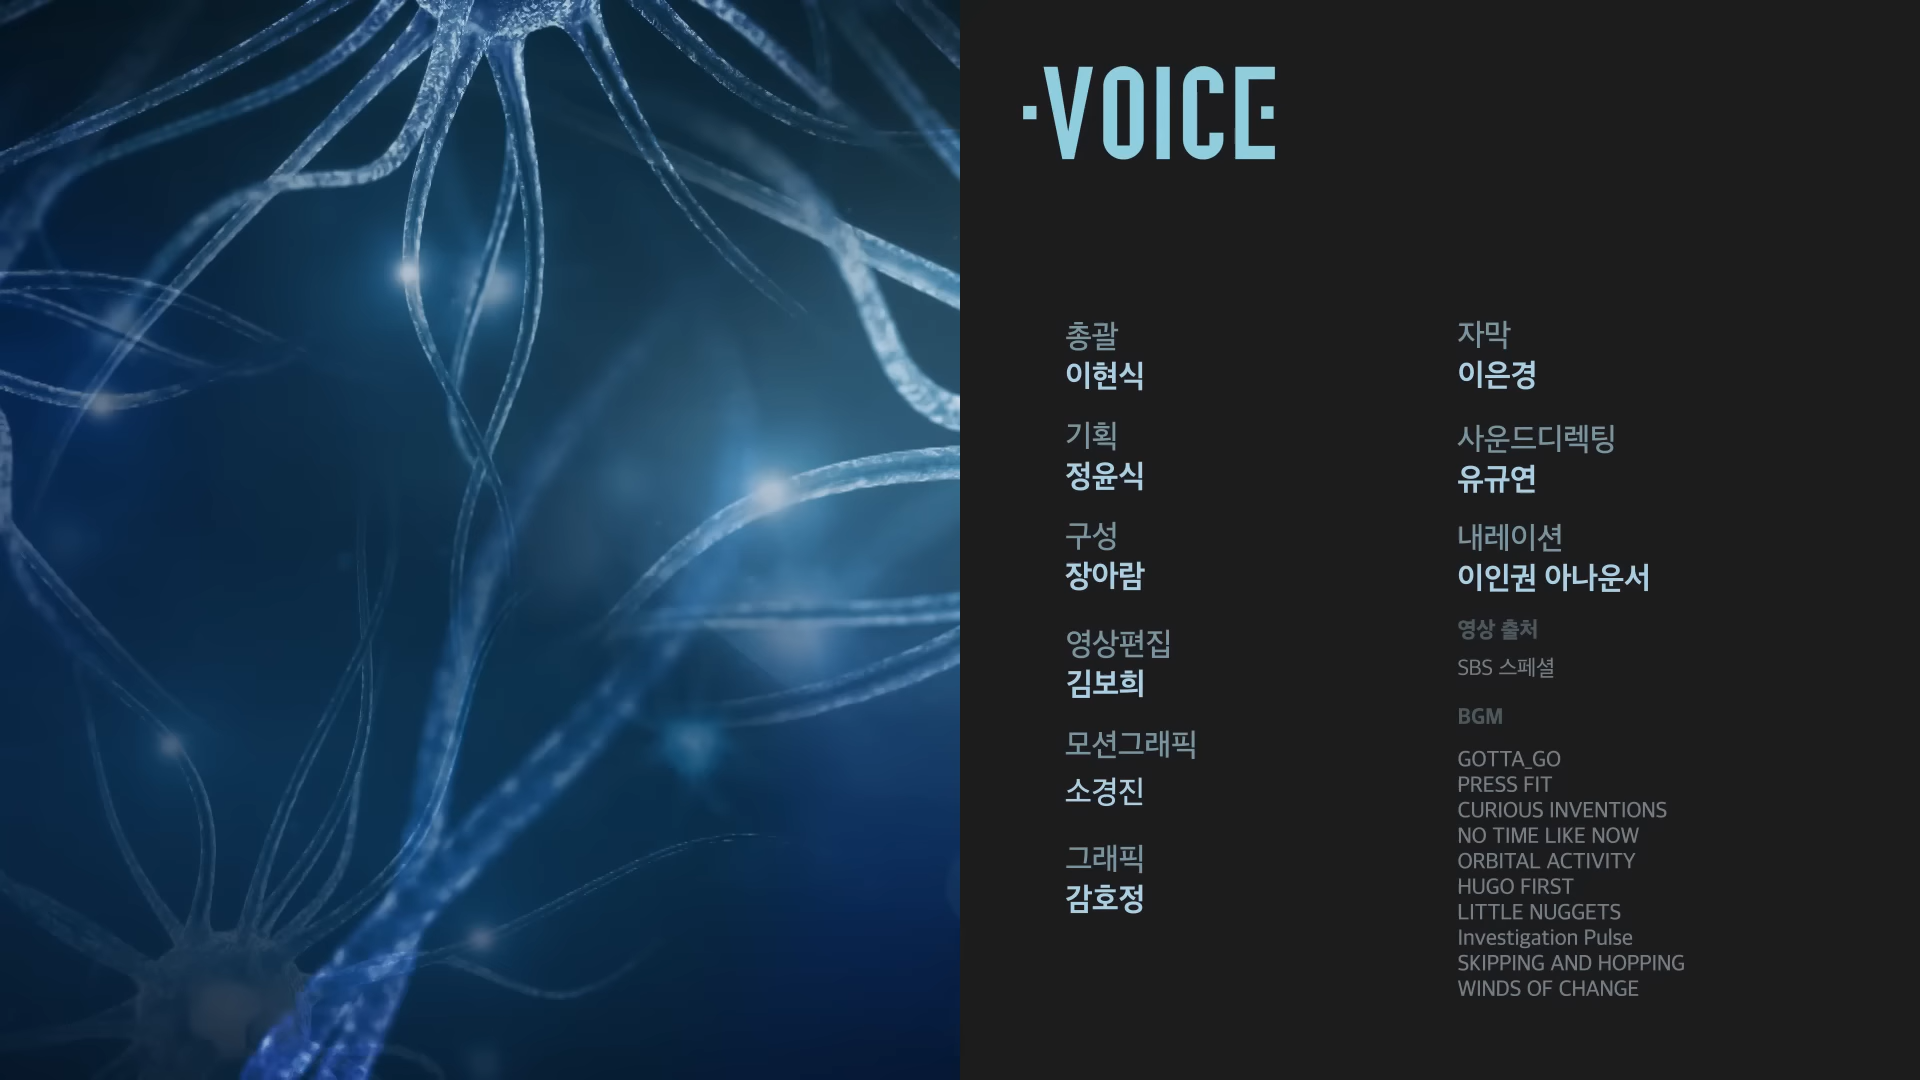 ·VOICE·
총괄
이현식
기획
정윤식
구성
장아람
영상편집
김보희
모션그래픽
소경진
그래픽
감호정
자막
이은경
사운드디렉팅
유규연
내레이션
이인권 아나운서
영상 출처
SBS 스페셜
BGM
GOTTA_GO
PRESS FIT
CURIOUS INVENTIONS
NO TIME LIKE NOW
ORBITAL ACTIVITY
HUGO FIRST
LITTLE NUGGETS
Investigation Pulse
SKIPPING AND HOPPING
WINDS OF CHANGE